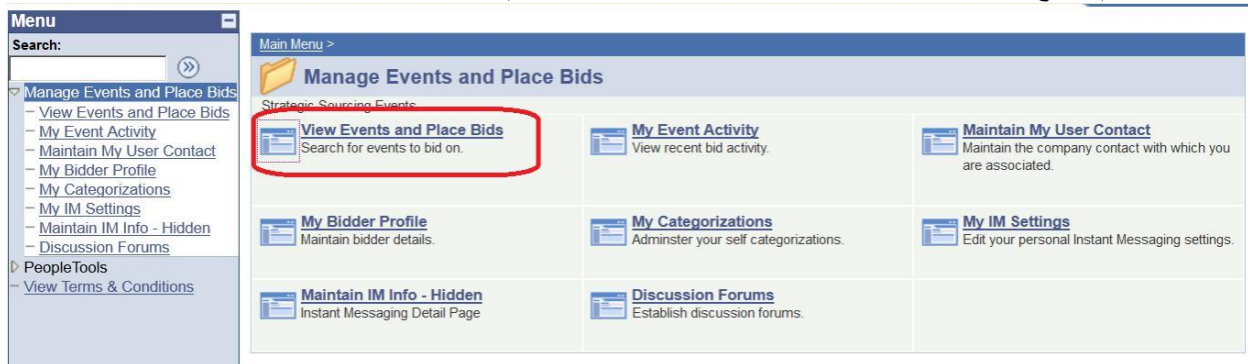 Menu
Search:
Manage Events and Place Bids
View Events and Place Bids
My Event Activity
Maintain My User Contact
My Bidder Profile
My Categorizations
My IM Settings
Maintain IM Info - Hidden
Discussion Forums
PeopleTools
View Terms & Conditions
Main Menu >
Manage Events and Place Bids
Strategic Sourcing Events
View Events and Place Bids
Search for events to bid on.
My Event Activity
View recent bid activity.
Maintain My User Contact
Maintain the company contact with which you
are associated.
My Bidder Profile
Maintain bidder details.
My Categorizations
Adminster your self categorizations.
My IM Settings
Edit your personal Instant Messaging settings.
Maintain IM Info - Hidden
Instant Messaging Detail Page
Discussion Forums
Establish discussion forums.